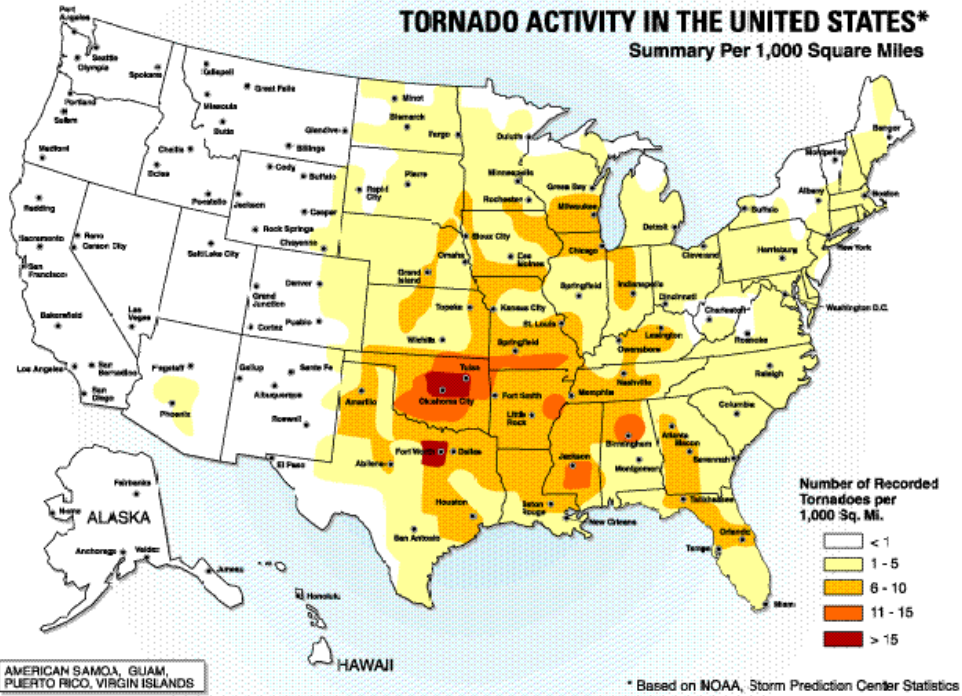 TORNADO ACTIVITY IN THE UNITED STATES*
Summary Per 1,000 Square Miles
Port Angeles
Seattle
Olympia
Spokane
Portland
Salem
Medford
Kalispell
Great Falls
Missoula
Butte
Glendive
Billings
Challis
Boise
Pocatello
Cody
Buffalo
Jackson
Casper
Rock Springs
Cheyenne
Minot
Bismarck
Fargo
Pierre
Rapid City
Duluth
Minneapolis
Rochester
Green Bay
Milwaukee
Chicago
Detroit
Cleveland
Buffalo
Albany
Montpelier
Bangor
Boston
New York
Harrisburg
Washington D.C.
Redding
Sacramento
San Francisco
Reno
Carson City
Salt Lake City
Las Vegas
Bakersfield
Los Angeles
San Bernadino
San Diego
Flagstaff
Phoenix
Grand Junction
Denver
Pueblo
Cortez
Gallup
Santa Fe
Albuquerque
Roswell
El Paso
Sioux City
Omaha
Des Moines
Grand Island
Topeka
Kansas City
Wichita
St. Louis
Springfield
Springfield
Indianapolis
Cincinnati
Charleston
Roanoke
Lexington
Owensboro
Nashville
Memphis
Raleigh
Columbia
Tulsa
Oklahoma City
Amarillo
Fort Smith
Little Rock
Fort Worth
Dallas
Abilene
Houston
San Antonio
Jackson
Baton Rouge
New Orleans
Birmingham
Montgomery
Atlanta
Macon
Savannah
Tallahassee
Orlando
Tampa
Miami
ALASKA
Fairbanks
Nome
Anchorage
Valdez
Juneau
Honolulu
HAWAII
AMERICAN SAMOA, GUAM,
PUERTO RICO, VIRGIN ISLANDS
Number of Recorded
Tornadoes per
1,000 Sq. Mi.
< 1
1 - 5
6 - 10
11 - 15
> 15
* Based on NOAA, Storm Prediction Center Statistics